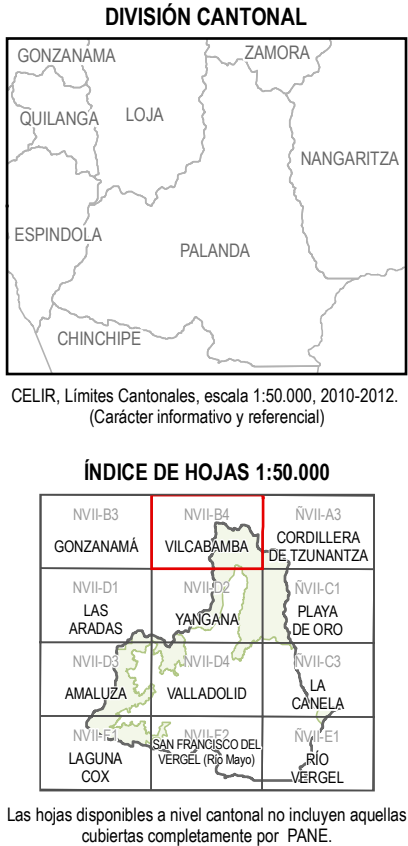 DIVISIÓN CANTONAL
GONZANAMA
ZAMORA
QUILANGA
LOJA
NANGARITZA
ESPINDOLA
PALANDA
CHINCHIPE
CELIR, Límites Cantonales, escala 1:50.000, 2010-2012.
(Carácter informativo y referencial)
ÍNDICE DE HOJAS 1:50.000
NVII-B3
NVII-B4
ÑVII-A3
GONZANAMÁ
VILCABAMBA
CORDILLERA
DE TZUNANTZA
NVII-D1
NVII-D2
ÑVII-C1
LAS
ARADAS
YANGANA
PLAYA
DE ORO
NVII-D3
NVII-D4
ÑVII-C3
AMALUZA
VALLADOLID
LA
CANELA
NVII-F1
NVII-F2
ÑVII-E1
LAGUNA
COX
SAN FRANCISCO DEL
VERGEL (Río Mayo)
RÍO
VERGEL
Las hojas disponibles a nivel cantonal no incluyen aquellas
cubiertas completamente por PANE.